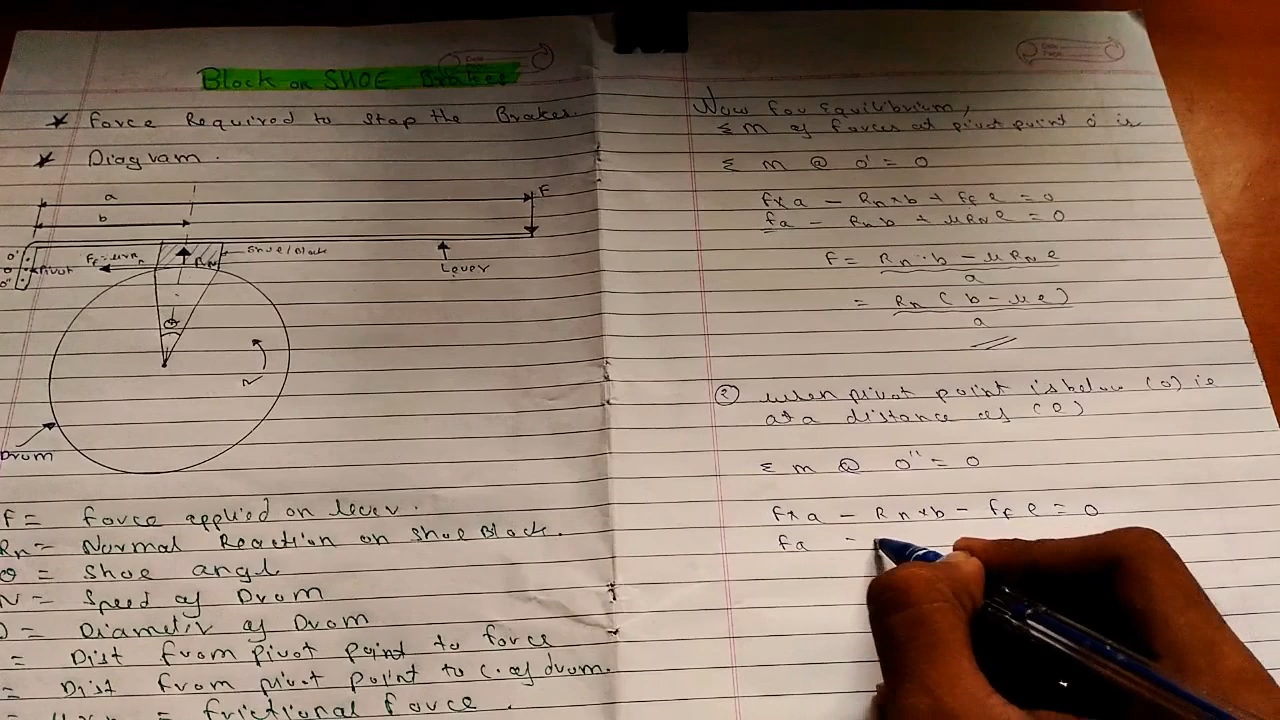 Block or SHOE Brakes
* Force Required to Stop the Brakes.
* Diagram.
a
F
b
o'
o
o"
Pivot
Ff=μxRn
RN
Shoe/Block
Lever
θ
N
Drum
F = force applied on lever.
Rn = Normal Reaction on shoe Block.
θ = Shoe angle
N = Speed of Drum
D = Diameter of Drum
= Dist from pivot point to force
= Dist from pivot point to C. of drum.
= frictional force.
Now for Equilibrium,
Σ M of forces at pivot point o' is
Σ M @ o' = 0
F×a - Rn×b + Ff e = 0
Fa - Rnb + μRN e = 0
F = Rn·b - μRN e
a
= Rn (b - μe)
a
② when pivot point is below (o) ie
at a distance of (e)
Σ M @ o" = 0
F×a - Rn×b - Ff e = 0
Fa -